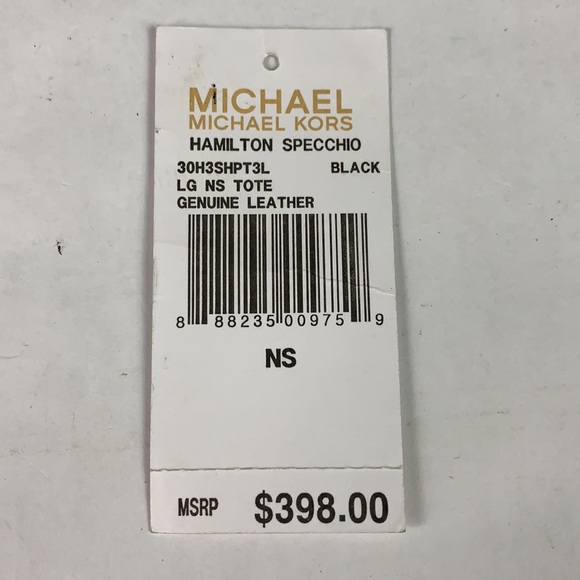 MICHAEL
MICHAEL KORS
HAMILTON SPECCHIO
30H3SHPT3L BLACK
LG NS TOTE
GENUINE LEATHER
8 88235 00975 9
NS
MSRP $398.00